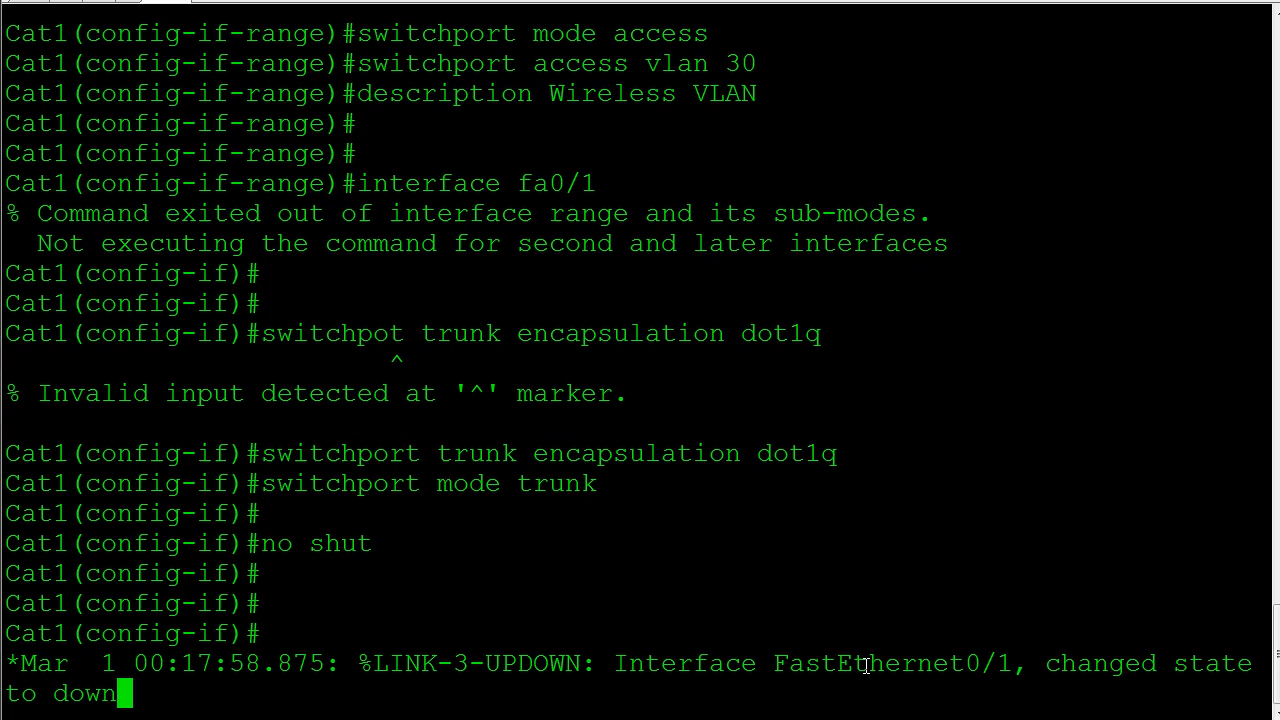 Cat1(config-if-range)#switchport mode access
Cat1(config-if-range)#switchport access vlan 30
Cat1(config-if-range)#description Wireless VLAN
Cat1(config-if-range)#
Cat1(config-if-range)#
Cat1(config-if-range)#interface fa0/1
% Command exited out of interface range and its sub-modes.
  Not executing the command for second and later interfaces
Cat1(config-if)#
Cat1(config-if)#
Cat1(config-if)#switchpot trunk encapsulation dot1q
                        ^
% Invalid input detected at '^' marker.
Cat1(config-if)#switchport trunk encapsulation dot1q
Cat1(config-if)#switchport mode trunk
Cat1(config-if)#
Cat1(config-if)#no shut
Cat1(config-if)#
Cat1(config-if)#
Cat1(config-if)#
*Mar  1 00:17:58.875: %LINK-3-UPDOWN: Interface FastEthernet0/1, changed state
to down